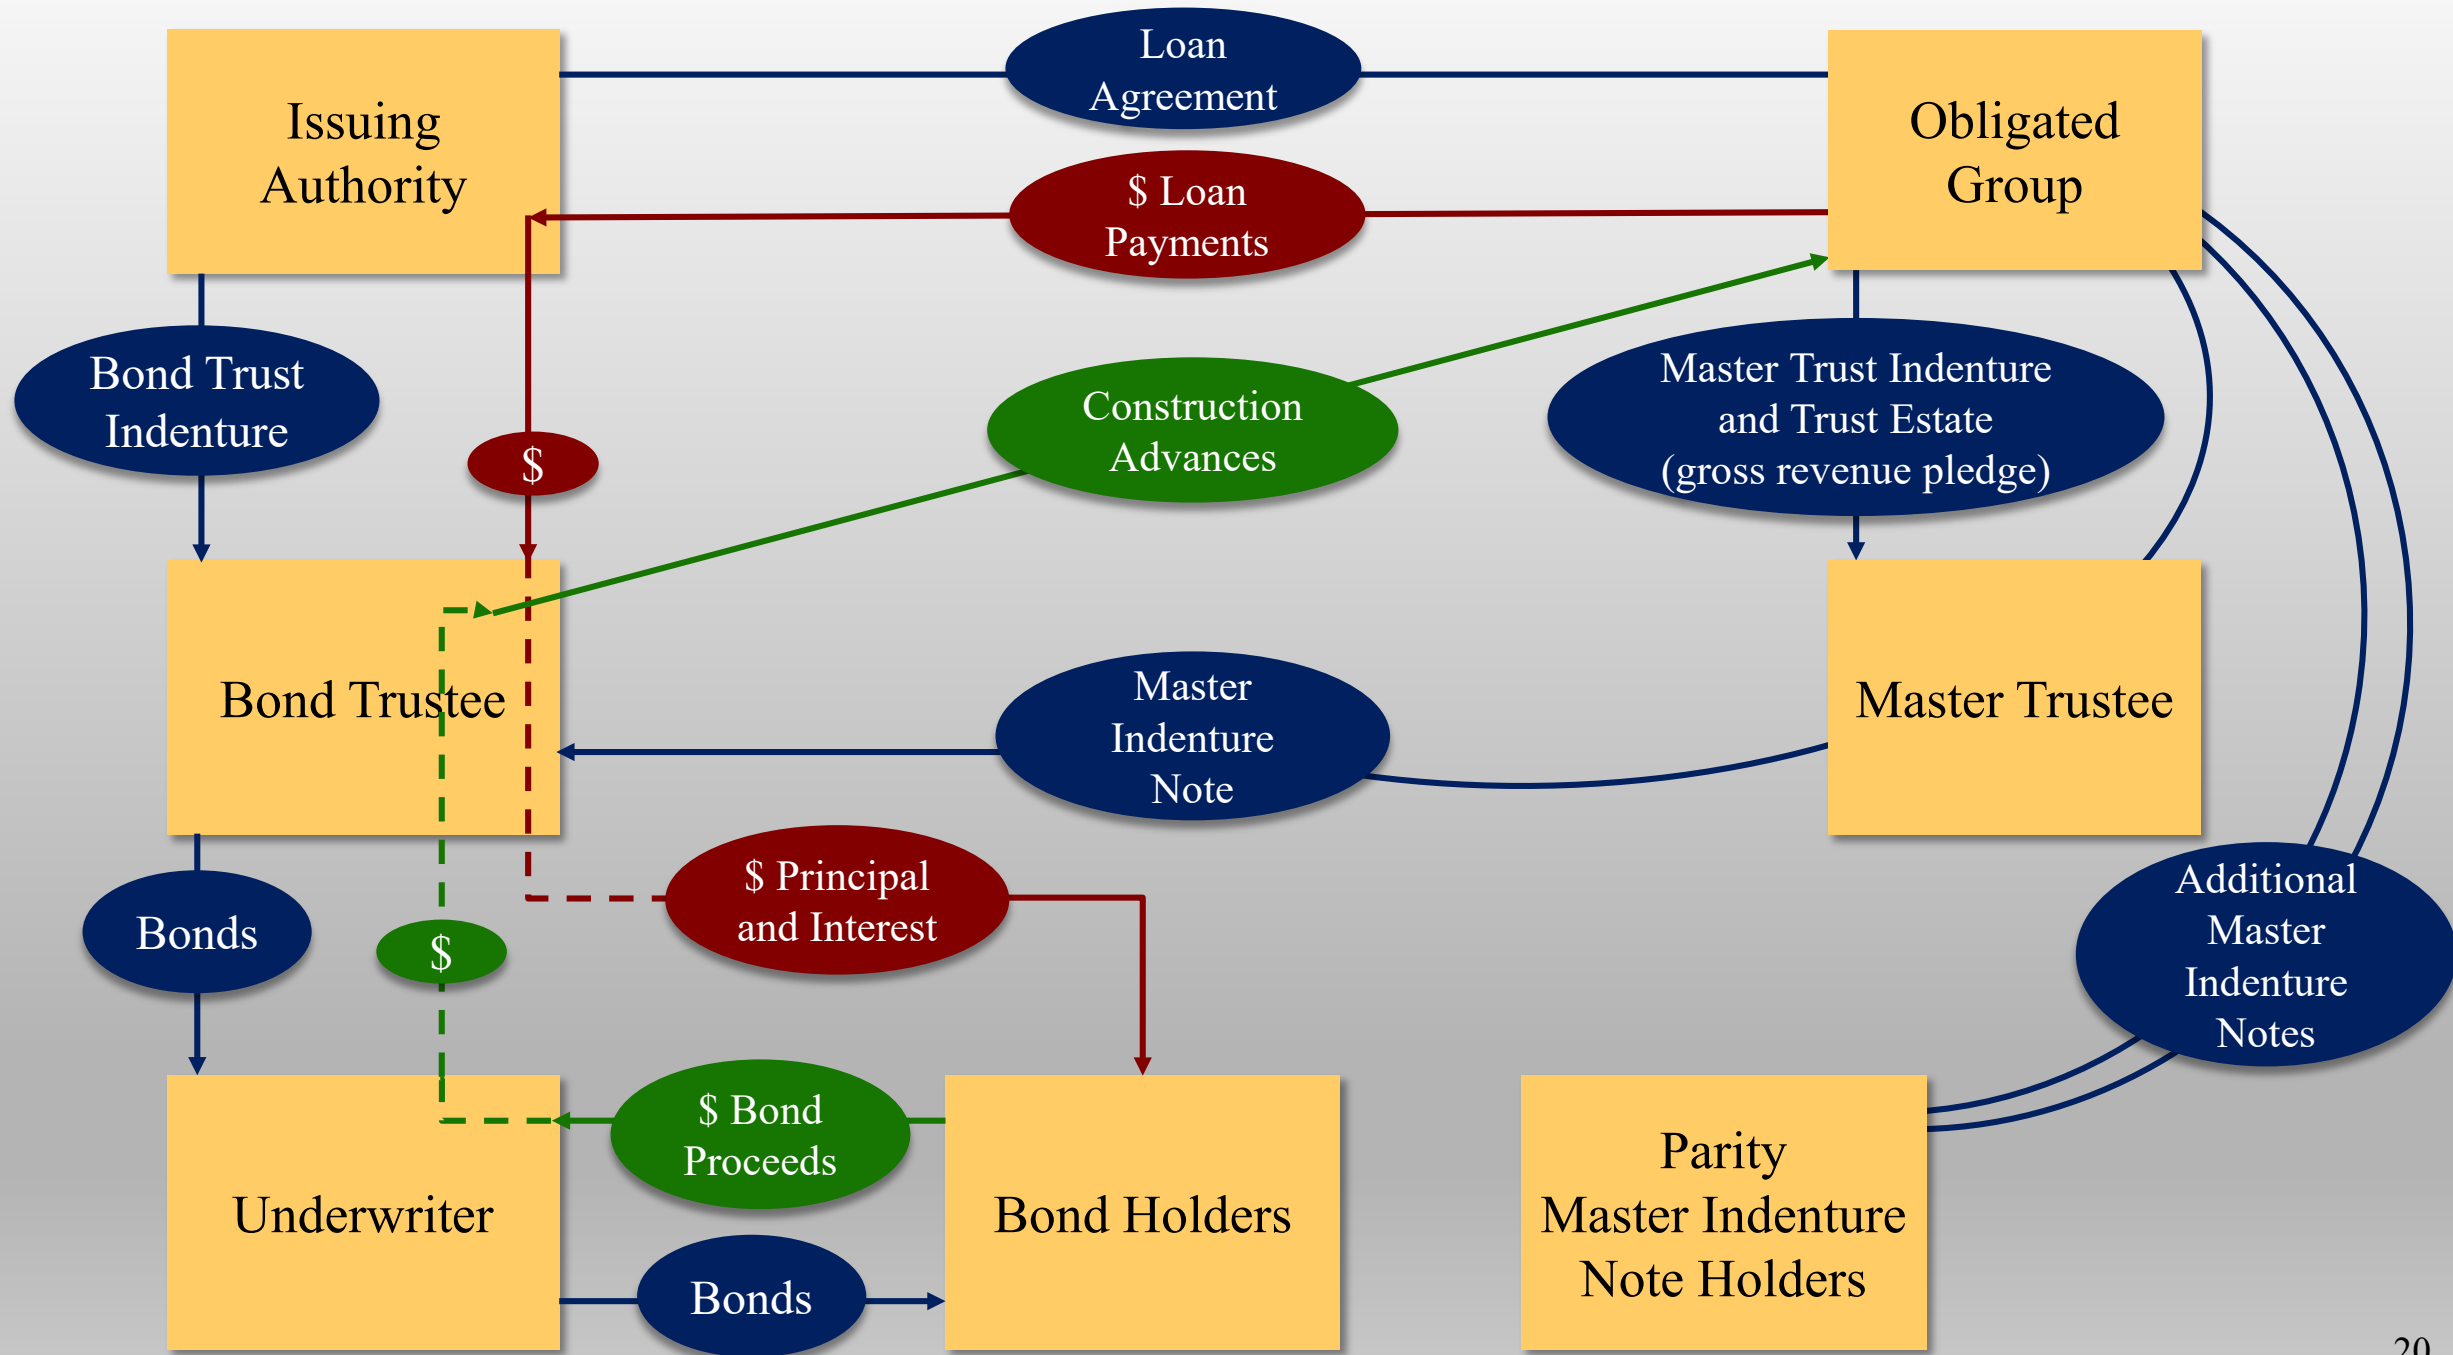 Loan
Agreement
Issuing
Authority
Obligated
Group
$ Loan
Payments
Bond Trust
Indenture
$
Construction
Advances
Master Trust Indenture
and Trust Estate
(gross revenue pledge)
Bond Trustee
Master
Indenture
Note
Master Trustee
Bonds
$
$ Principal
and Interest
Additional
Master
Indenture
Notes
$ Bond
Proceeds
Underwriter
Bonds
Bond Holders
Parity
Master Indenture
Note Holders
20